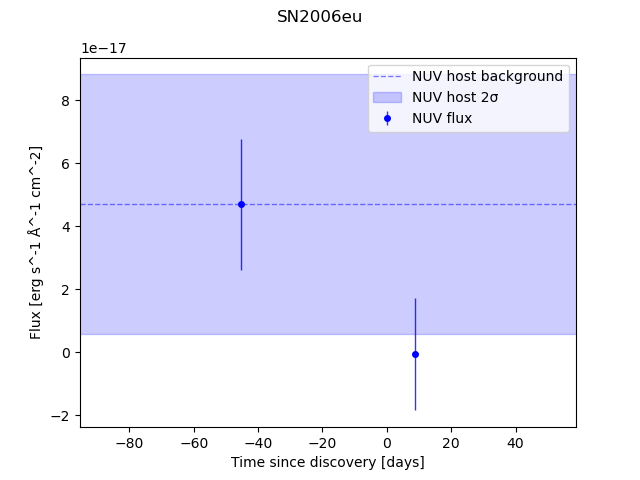 SN2006eu
1e−17
NUV host background
NUV host 2σ
NUV flux
8
6
4
2
0
−2
Flux [erg s^-1 Å^-1 cm^-2]
−80 −60 −40 −20 0 20 40
Time since discovery [days]